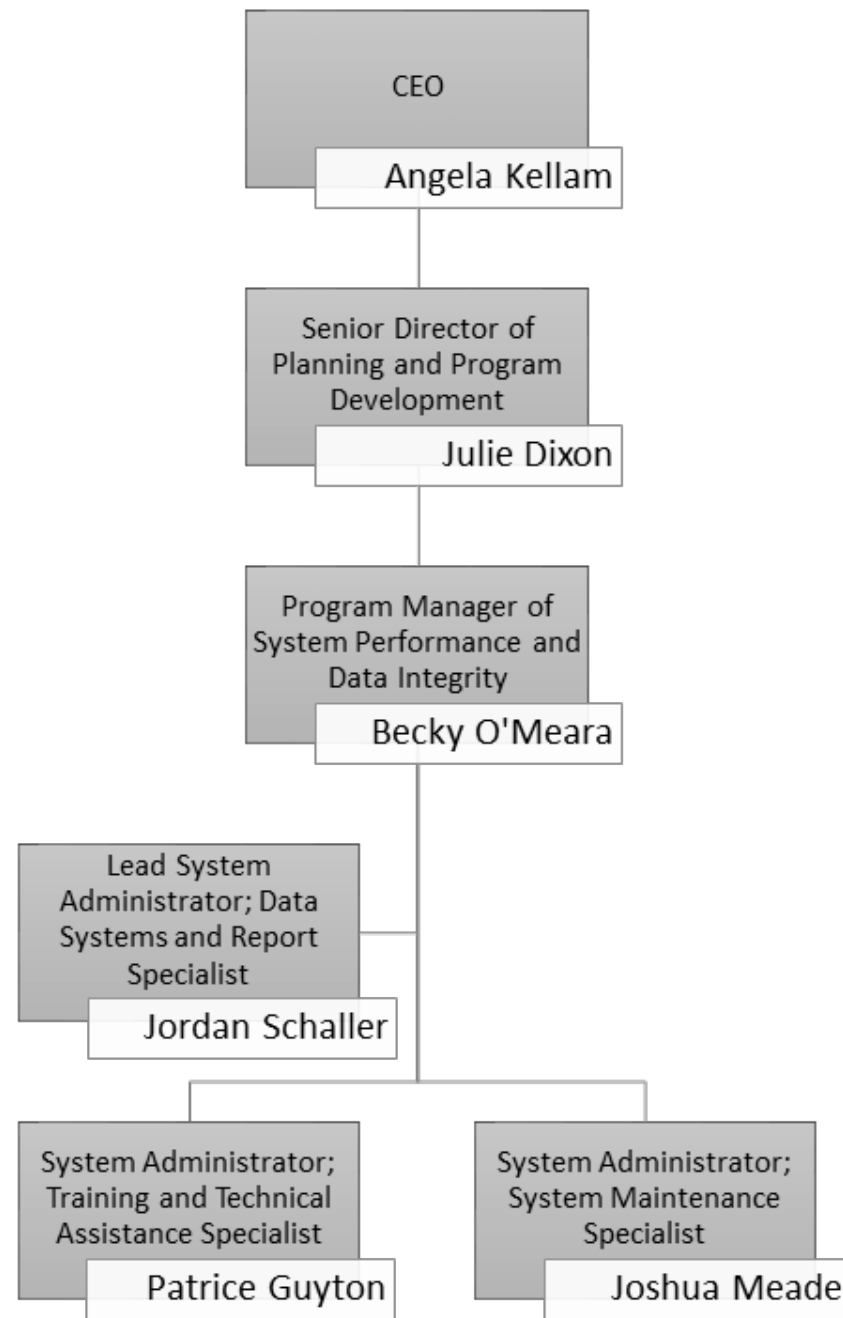 CEO
Angela Kellam
Senior Director of
Planning and Program
Development
Julie Dixon
Program Manager of
System Performance and
Data Integrity
Becky O'Meara
Lead System
Administrator; Data
Systems and Report
Specialist
Jordan Schaller
System Administrator;
Training and Technical
Assistance Specialist
Patrice Guyton
System Administrator;
System Maintenance
Specialist
Joshua Meade